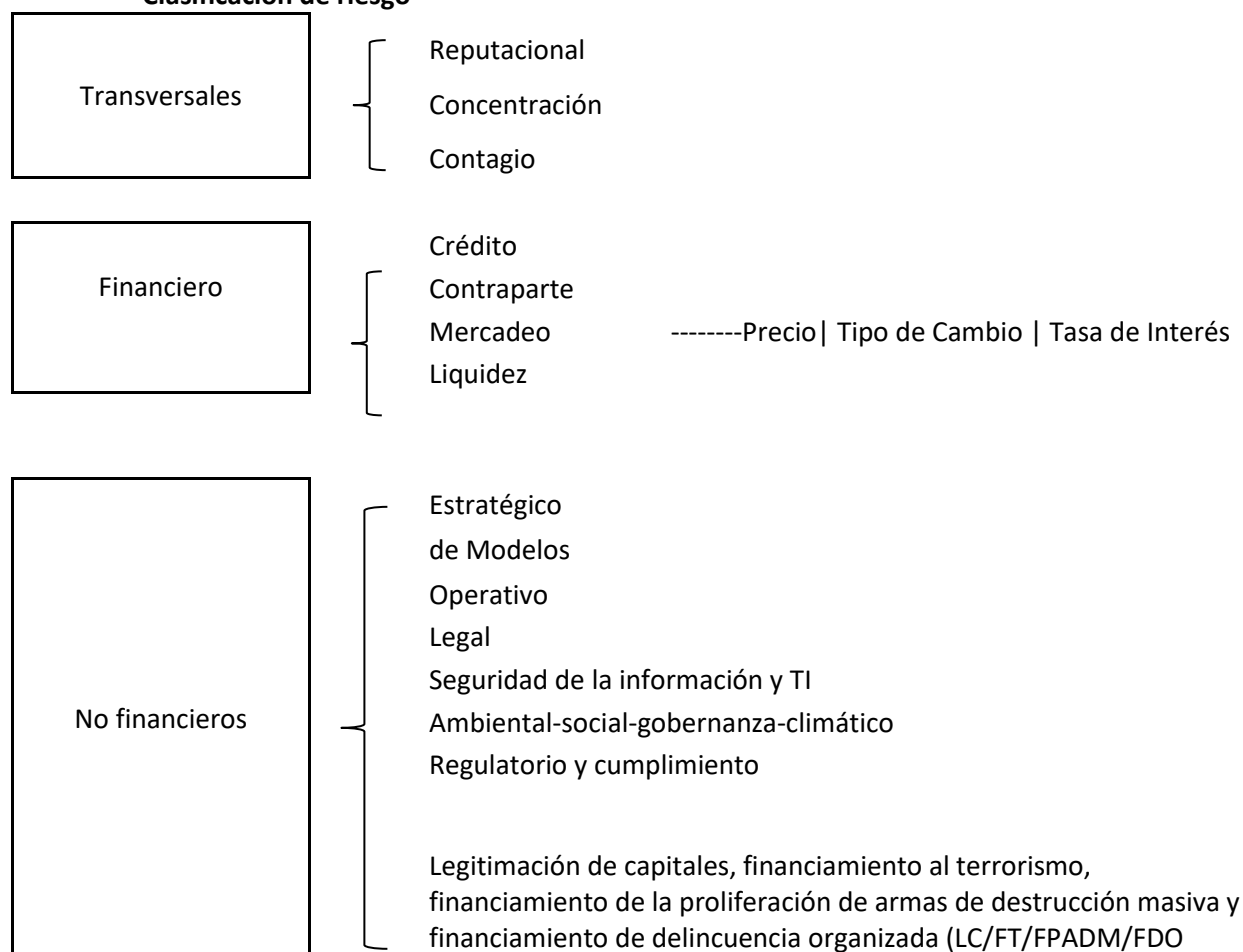 Clasificación de riesgo
Transversales
Reputacional
Concentración
Contagio
Financiero
Crédito
Contraparte
Mercadeo --------Precio| Tipo de Cambio | Tasa de Interés
Liquidez
No financieros
Estratégico
de Modelos
Operativo
Legal
Seguridad de la información y TI
Ambiental-social-gobernanza-climático
Regulatorio y cumplimiento
Legitimación de capitales, financiamiento al terrorismo,
financiamiento de la proliferación de armas de destrucción masiva y
financiamiento de delincuencia organizada (LC/FT/FPADM/FDO